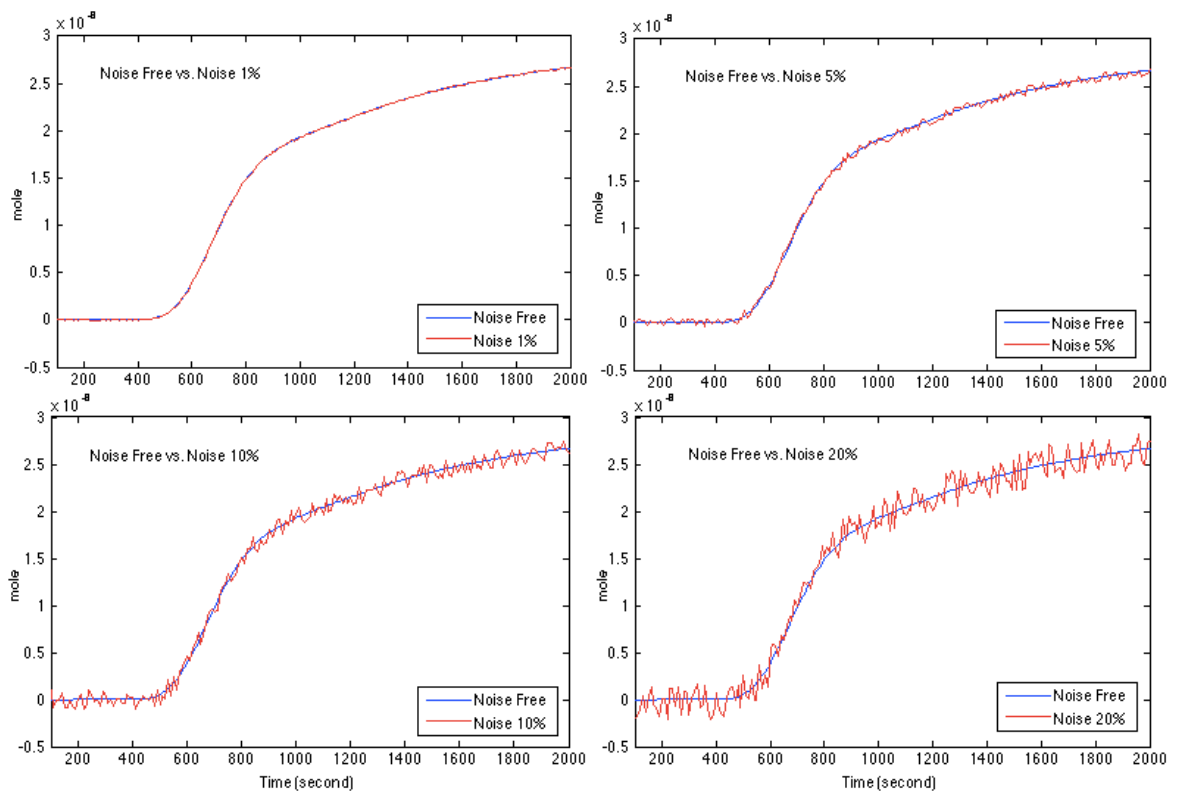 x 10 -8
3
2.5
2
1.5
1
0.5
0
-0.5
mole
Noise Free vs. Noise 1%
Noise Free
Noise 1%
200 400 600 800 1000 1200 1400 1600 1800 2000
x 10 -8
3
2.5
2
1.5
1
0.5
0
-0.5
mole
Noise Free vs. Noise 5%
Noise Free
Noise 5%
200 400 600 800 1000 1200 1400 1600 1800 2000
x 10 -8
3
2.5
2
1.5
1
0.5
0
-0.5
mole
Noise Free vs. Noise 10%
Noise Free
Noise 10%
200 400 600 800 1000 1200 1400 1600 1800 2000
Time (second)
x 10 -8
3
2.5
2
1.5
1
0.5
0
-0.5
mole
Noise Free vs. Noise 20%
Noise Free
Noise 20%
200 400 600 800 1000 1200 1400 1600 1800 2000
Time (second)